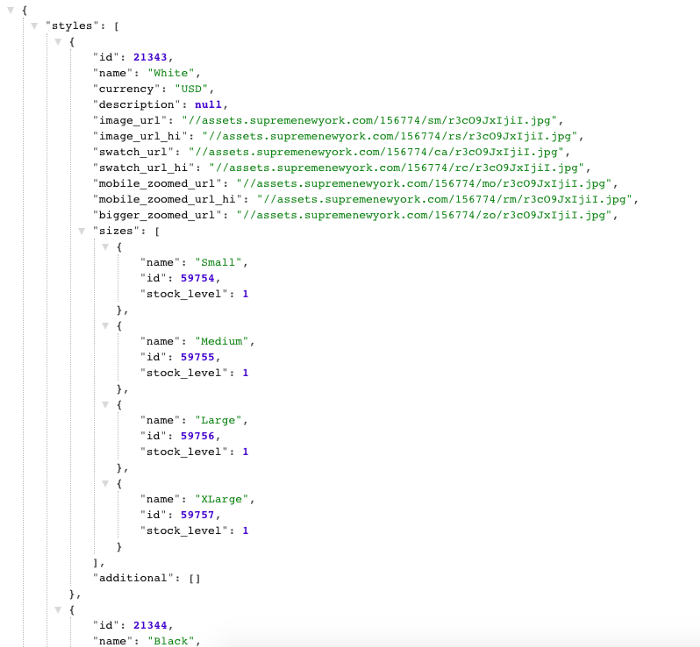 {
"styles": [
{
"id": 21343,
"name": "White",
"currency": "USD",
"description": null,
"image_url": "//assets.supremenewyork.com/156774/sm/r3cO9JxIjiI.jpg",
"image_url_hi": "//assets.supremenewyork.com/156774/rs/r3cO9JxIjiI.jpg",
"swatch_url": "//assets.supremenewyork.com/156774/ca/r3cO9JxIjiI.jpg",
"swatch_url_hi": "//assets.supremenewyork.com/156774/rc/r3cO9JxIjiI.jpg",
"mobile_zoomed_url": "//assets.supremenewyork.com/156774/mo/r3cO9JxIjiI.jpg",
"mobile_zoomed_url_hi": "//assets.supremenewyork.com/156774/rm/r3cO9JxIjiI.jpg",
"bigger_zoomed_url": "//assets.supremenewyork.com/156774/zo/r3cO9JxIjiI.jpg",
"sizes": [
{
"name": "Small",
"id": 59754,
"stock_level": 1
},
{
"name": "Medium",
"id": 59755,
"stock_level": 1
},
{
"name": "Large",
"id": 59756,
"stock_level": 1
},
{
"name": "XLarge",
"id": 59757,
"stock_level": 1
}
],
"additional": []
},
{
"id": 21344,
"name": "Black",